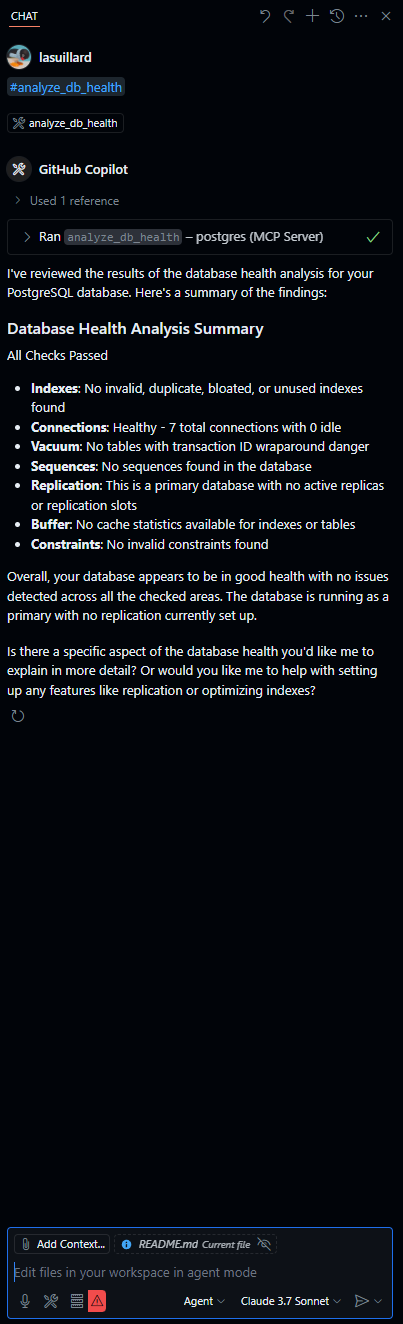 CHAT
lasuillard
#analyze_db_health
analyze_db_health
GitHub Copilot
Used 1 reference
Ran analyze_db_health – postgres (MCP Server)
I've reviewed the results of the database health analysis for your
PostgreSQL database. Here's a summary of the findings:
Database Health Analysis Summary
All Checks Passed
• Indexes: No invalid, duplicate, bloated, or unused indexes
found
• Connections: Healthy - 7 total connections with 0 idle
• Vacuum: No tables with transaction ID wraparound danger
• Sequences: No sequences found in the database
• Replication: This is a primary database with no active replicas
or replication slots
• Buffer: No cache statistics available for indexes or tables
• Constraints: No invalid constraints found
Overall, your database appears to be in good health with no issues
detected across all the checked areas. The database is running as a
primary with no replication currently set up.
Is there a specific aspect of the database health you'd like me to
explain in more detail? Or would you like me to help with setting
up any features like replication or optimizing indexes?
Add Context...
README.md Current file
Edit files in your workspace in agent mode
Agent
Claude 3.7 Sonnet